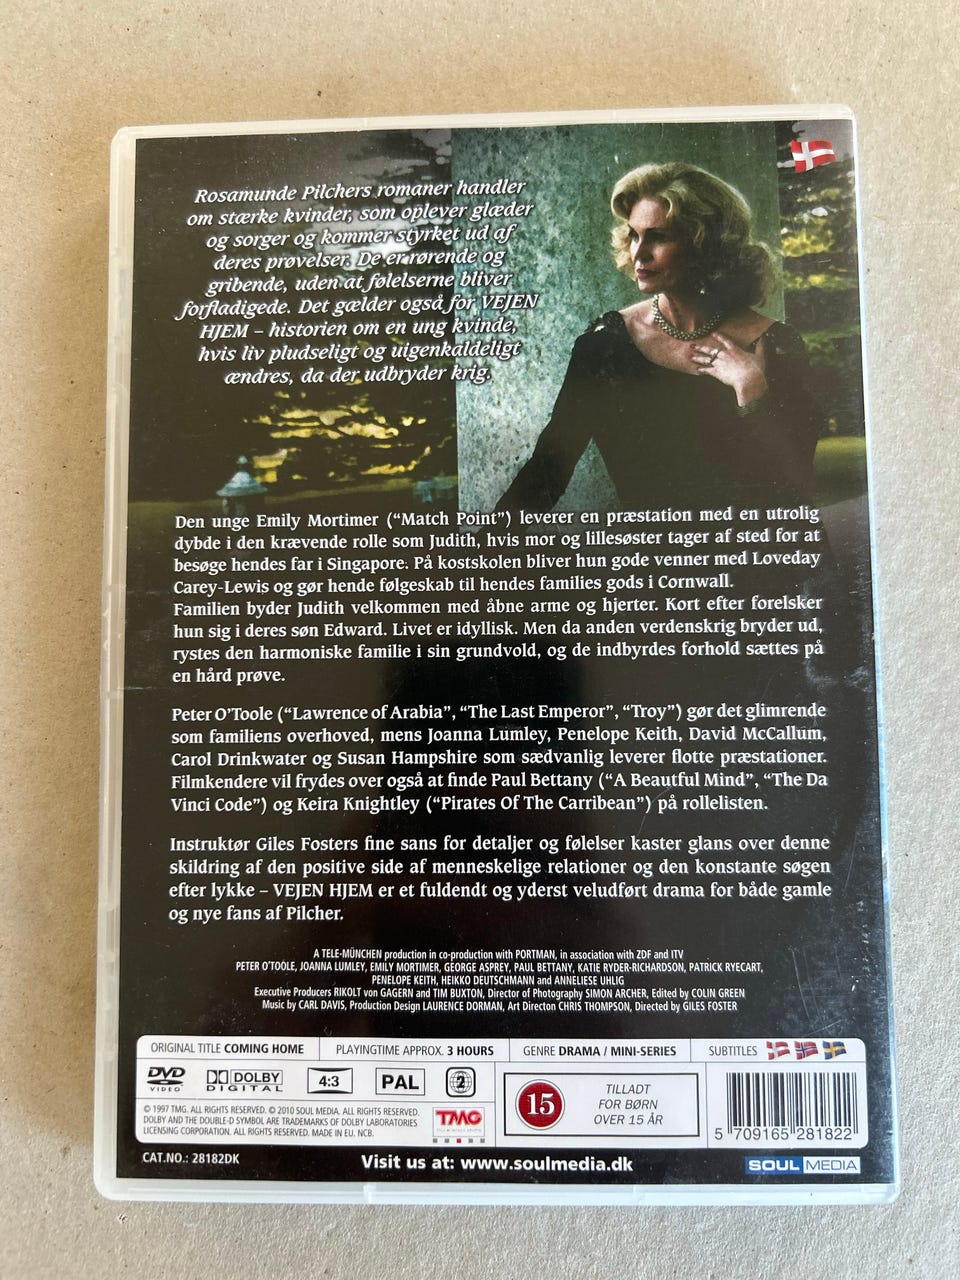 Rosamunde Pilchers romaner handler
om stærke kvinder, som oplever glæder
og sorger og kommer styrket ud af
deres prøvelser. De er rørende og
gribende, uden at følelserne bliver
forfladigede. Det gælder også for VEJEN
HJEM – historien om en ung kvinde,
hvis liv pludseligt og uigenkaldeligt
ændres, da der udbryder krig.
Den unge Emily Mortimer (“Match Point”) leverer en præstation med en utrolig
dybde i den krævende rolle som Judith, hvis mor og lillesøster tager af sted for at
besøge hendes far i Singapore. På kostskolen bliver hun gode venner med Loveday
Carey-Lewis og gør hende følgeskab til hendes families gods i Cornwall.
Familien byder Judith velkommen med åbne arme og hjerter. Kort efter forelsker
hun sig i deres søn Edward. Livet er idyllisk. Men da anden verdenskrig bryder ud,
rystes den harmoniske familie i sin grundvold, og de indbyrdes forhold sættes på
en hård prøve.
Peter O’Toole (“Lawrence of Arabia”, “The Last Emperor”, “Troy”) gør det glimrende
som familiens overhoved, mens Joanna Lumley, Penelope Keith, David McCallum,
Carol Drinkwater og Susan Hampshire som sædvanlig leverer flotte præstationer.
Filmkendere vil frydes over også at finde Paul Bettany (“A Beautful Mind”, “The Da
Vinci Code”) og Keira Knightley (“Pirates Of The Carribean”) på rollelisten.
Instruktør Giles Fosters fine sans for detaljer og følelser kaster glans over denne
skildring af den positive side af menneskelige relationer og den konstante søgen
efter lykke – VEJEN HJEM er et fuldendt og yderst veludført drama for både gamle
og nye fans af Pilcher.
A TELE-MÜNCHEN production in co-production with PORTMAN, in association with ZDF and ITV
PETER O’TOOLE, JOANNA LUMLEY, EMILY MORTIMER, GEORGE ASPREY, PAUL BETTANY, KATIE RYDER-RICHARDSON, PATRICK RYECART,
PENELOPE KEITH, HEIKKO DEUTSCHMANN and ANNELIESE UHLIG
Executive Producers RIKOLT von GAGERN and TIM BUXTON, Director of Photography SIMON ARCHER, Edited by COLIN GREEN
Music by CARL DAVIS, Production Design LAURENCE DORMAN, Art Directon CHRIS THOMPSON, Directed by GILES FOSTER
ORIGINAL TITLE COMING HOME PLAYINGTIME APPROX. 3 HOURS GENRE DRAMA / MINI-SERIES SUBTITLES
DVD VIDEO DOLBY DIGITAL 4:3 PAL 2
© 1997 TMG. ALL RIGHTS RESERVED. © 2010 SOUL MEDIA. ALL RIGHTS RESERVED.
DOLBY AND THE DOUBLE-D SYMBOL ARE TRADEMARKS OF DOLBY LABORATORIES
LICENSING CORPORATION. ALL RIGHTS RESERVED. MADE IN EU. NCB.
TMG
15
TILLADT
FOR BØRN
OVER 15 ÅR
5 709165 281822
CAT.NO.: 28182DK
Visit us at: www.soulmedia.dk
SOUL MEDIA